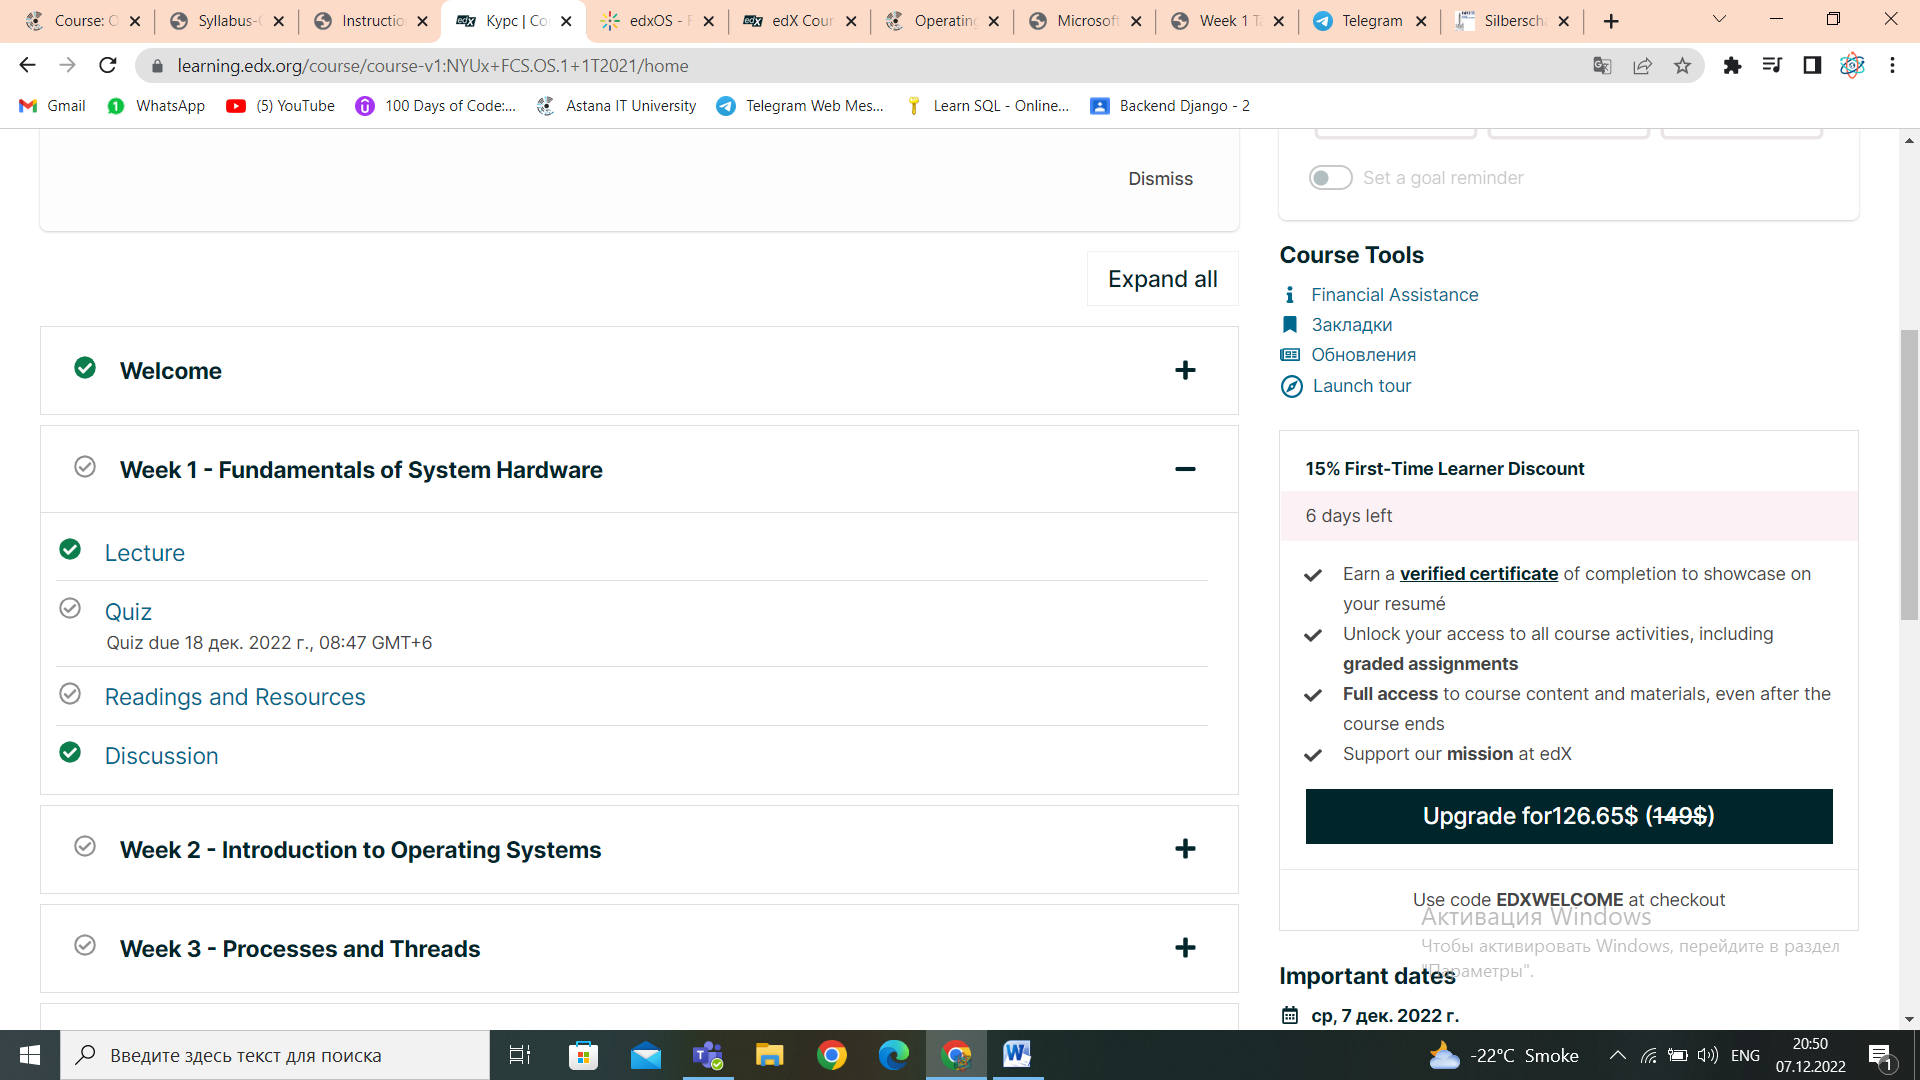 Course: O
Syllabus-
Instructio
Курс | Co
edxOS - F
edX Cour
Operating
Microsoft
Week 1 T
Telegram
Silberscha
learning.edx.org/course/course-v1:NYUx+FCS.OS.1+1T2021/home
Gmail
WhatsApp
(5) YouTube
100 Days of Code:...
Astana IT University
Telegram Web Mes...
Learn SQL - Online...
Backend Django - 2
Dismiss
Expand all
Welcome
Week 1 - Fundamentals of System Hardware
Lecture
Quiz
Quiz due 18 дек. 2022 г., 08:47 GMT+6
Readings and Resources
Discussion
Week 2 - Introduction to Operating Systems
Week 3 - Processes and Threads
Set a goal reminder
Course Tools
Financial Assistance
Закладки
Обновления
Launch tour
15% First-Time Learner Discount
6 days left
Earn a verified certificate of completion to showcase on
your resumé
Unlock your access to all course activities, including
graded assignments
Full access to course content and materials, even after the
course ends
Support our mission at edX
Upgrade for126.65$ (149$)
Use code EDXWELCOME at checkout
Активация Windows
Чтобы активировать Windows, перейдите в раздел
"Параметры".
Important dates
ср, 7 дек. 2022 г.
Введите здесь текст для поиска
-22°C Smoke
ENG
20:50
07.12.2022
1